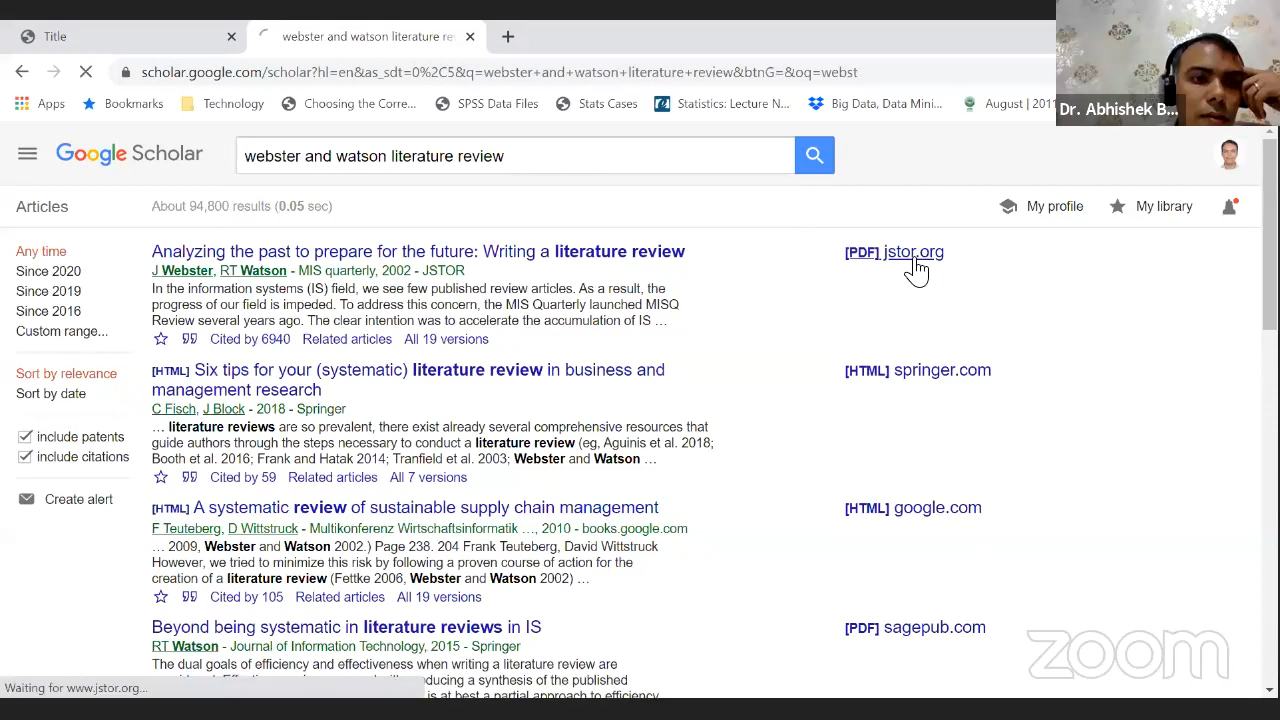 Title
webster and watson literature re
scholar.google.com/scholar?hl=en&as_sdt=0%2C5&q=webster+and+watson+literature+review&btnG=&oq=webst
Apps Bookmarks Technology Choosing the Corre... SPSS Data Files Stats Cases Statistics: Lecture N... Big Data, Data Mini... August | 201
Dr. Abhishek B...
Google Scholar
webster and watson literature review
Articles
About 94,800 results (0.05 sec)
My profile
My library
Any time
Since 2020
Since 2019
Since 2016
Custom range...
Sort by relevance
Sort by date
include patents
include citations
Create alert
Analyzing the past to prepare for the future: Writing a literature review
[PDF] jstor.org
J Webster, RT Watson - MIS quarterly, 2002 - JSTOR
In the information systems (IS) field, we see few published review articles. As a result, the
progress of our field is impeded. To address this concern, the MIS Quarterly launched MISQ
Review several years ago. The clear intention was to accelerate the accumulation of IS ...
Cited by 6940 Related articles All 19 versions
[HTML] Six tips for your (systematic) literature review in business and
management research
[HTML] springer.com
C Fisch, J Block - 2018 - Springer
... literature reviews are so prevalent, there exist already several comprehensive resources that
guide authors through the steps necessary to conduct a literature review (eg, Aguinis et al. 2018;
Booth et al. 2016; Frank and Hatak 2014; Tranfield et al. 2003; Webster and Watson ...
Cited by 59 Related articles All 7 versions
[HTML] A systematic review of sustainable supply chain management
[HTML] google.com
F Teuteberg, D Wittstruck - Multikonferenz Wirtschaftsinformatik ..., 2010 - books.google.com
... 2009, Webster and Watson 2002.) Page 238. 204 Frank Teuteberg, David Wittstruck
However, we tried to minimize this risk by following a proven course of action for the
creation of a literature review (Fettke 2006, Webster and Watson 2002) ...
Cited by 105 Related articles All 19 versions
Beyond being systematic in literature reviews in IS
[PDF] sagepub.com
RT Watson - Journal of Information Technology, 2015 - Springer
The dual goals of efficiency and effectiveness when writing a literature review are
oducing a synthesis of the published
is at best a partial approach to efficiency
Waiting for www.jstor.org...
zoom